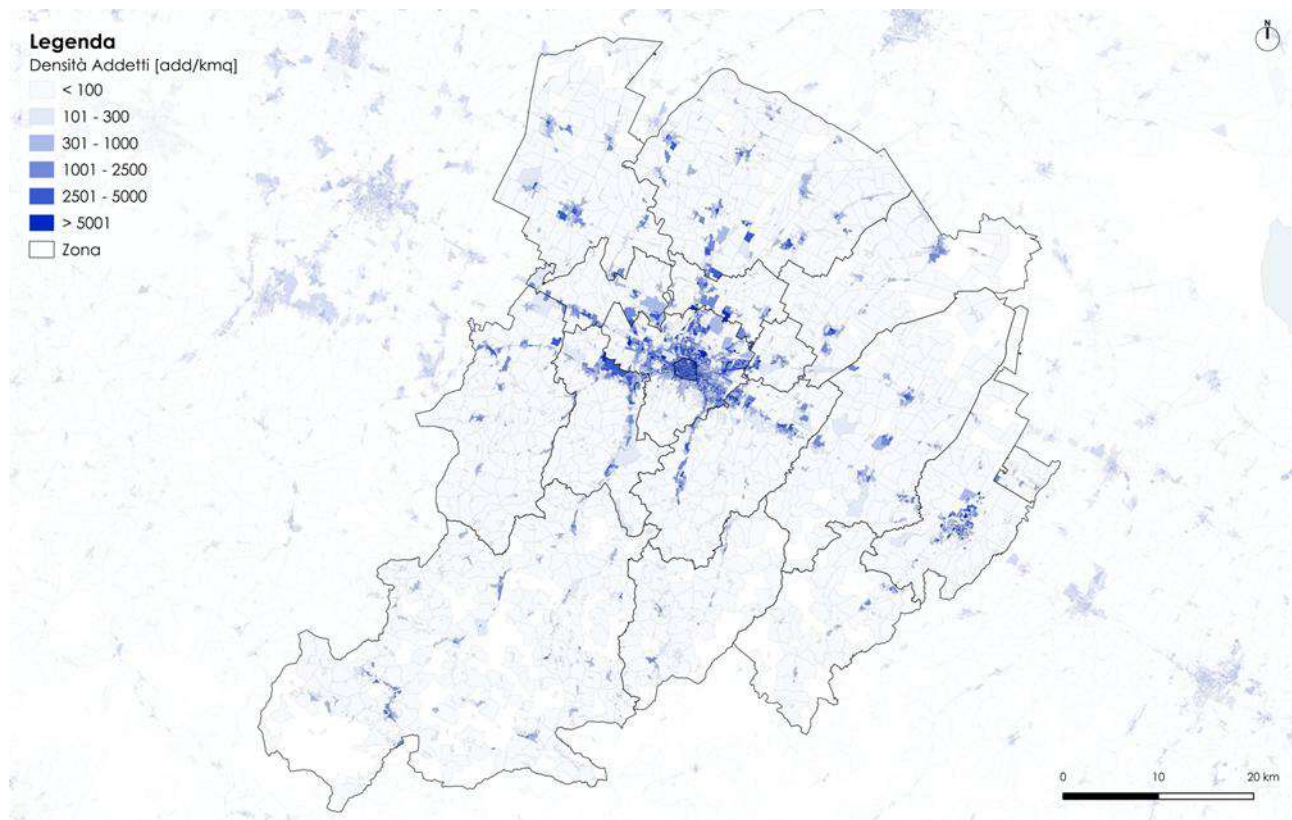 Legenda
Densità Addetti [add/kmq]
< 100
101 - 300
301 - 1000
1001 - 2500
2501 - 5000
> 5001
Zona
N
0 10 20 km